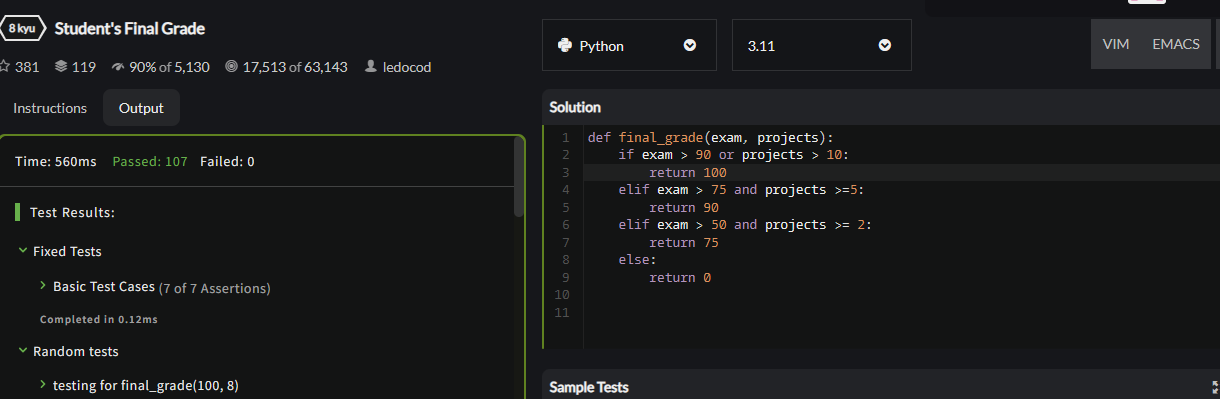 8 kyu Student's Final Grade
381 119 90% of 5,130 17,513 of 63,143 ledocod
Instructions Output
Time: 560ms Passed: 107 Failed: 0
Test Results:
Fixed Tests
Basic Test Cases (7 of 7 Assertions)
Completed in 0.12ms
Random tests
testing for final_grade(100, 8)
Python 3.11 VIM EMACS
Solution
1 def final_grade(exam, projects):
2     if exam > 90 or projects > 10:
3         return 100
4     elif exam > 75 and projects >=5:
5         return 90
6     elif exam > 50 and projects >= 2:
7         return 75
8     else:
9         return 0
10
11
Sample Tests